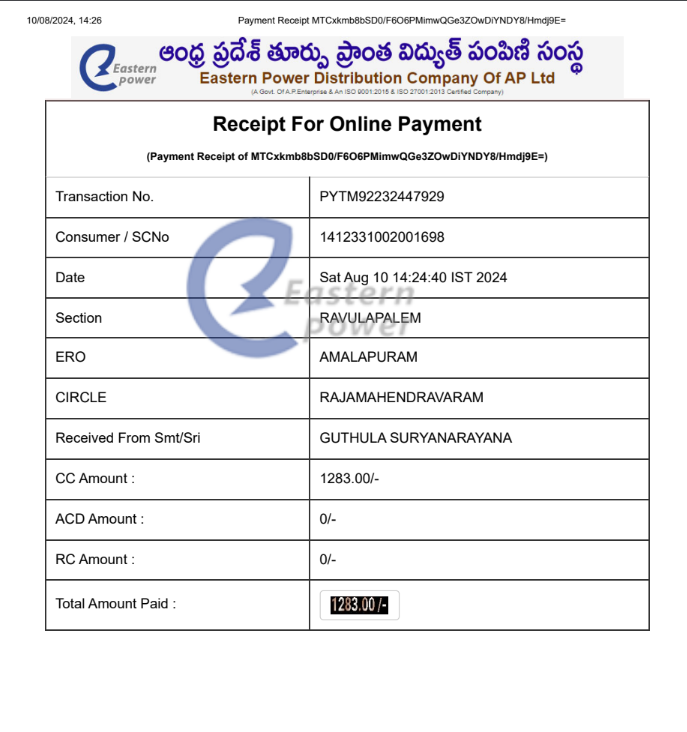 10/08/2024, 14:26 Payment Receipt MTCxkmb8bSD0/F6O6PMimwQGe3ZOwDiYNDY8/Hmdj9E=
ఆంధ్ర ప్రదేశ్ తూర్పు ప్రాంత విద్యుత్ పంపిణి సంస్థ
Eastern power
Eastern Power Distribution Company Of AP Ltd
(A Govt. Of A.P.Enterprise & An ISO 9001:2015 & ISO 27001:2013 Certified Company)
Receipt For Online Payment
(Payment Receipt of MTCxkmb8bSD0/F6O6PMimwQGe3ZOwDiYNDY8/Hmdj9E=)
Transaction No. PYTM92232447929
Consumer / SCNo 1412331002001698
Date Sat Aug 10 14:24:40 IST 2024
Eastern
Section RAVULAPALEM
power
ERO AMALAPURAM
CIRCLE RAJAMAHENDRAVARAM
Received From Smt/Sri GUTHULA SURYANARAYANA
CC Amount : 1283.00/-
ACD Amount : 0/-
RC Amount : 0/-
Total Amount Paid : 1283.00 /-